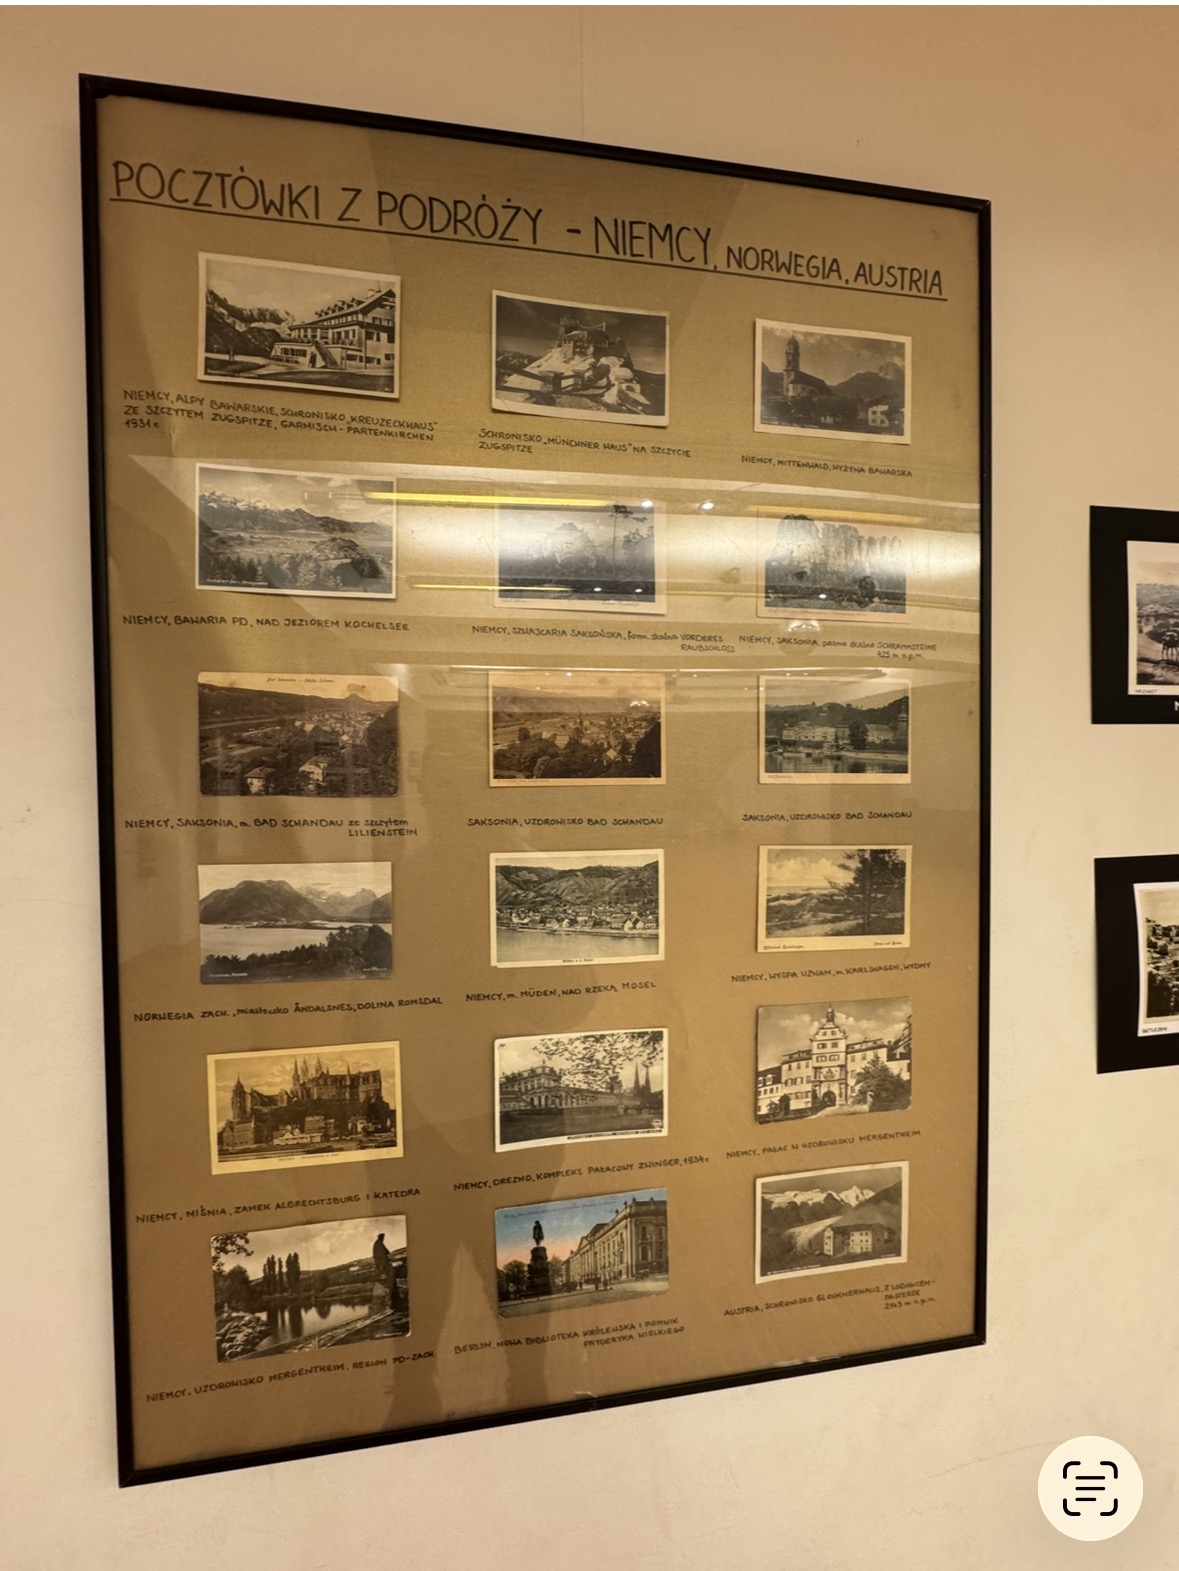 POCZTÓWKI Z PODRÓŻY - NIEMCY, NORWEGIA, AUSTRIA
NIEMCY, ALPY BAWARSKIE, SCHRONISKO „KREUZECKHAUS"
ZE SZCZYTEM ZUGSPITZE, GARMISCH-PARTENKIRCHEN
1931r.
SCHRONISKO „MÜNCHNER HAUS" NA SZCZYCIE
ZUGSPITZE
NIEMCY, MITTENWALD, WYŻYNA BAWARSKA
NIEMCY, BAWARIA PD, NAD JEZIOREM KOCHELSEE
NIEMCY, SZWAJCARIA SAKSOŃSKA, form. skalna VORDERES
RAUBSCHLOSS
NIEMCY, SAKSONIA, pasmo skalne SCHRAMMSTEINE
425 m n.p.m.
NIEMCY, SAKSONIA, m. BAD SCHANDAU ze szczytem
LILIENSTEIN
SAKSONIA, UZDROWISKO BAD SCHANDAU
SAKSONIA, UZDROWISKO BAD SCHANDAU
NORWEGIA ZACH., miasteczko ÅNDALSNES, DOLINA ROMSDAL
NIEMCY, m. MÜDEN, NAD RZEKĄ MOSEL
NIEMCY, WYSPA UZNAM, m. KARLSHAGEN, WYDMY
NIEMCY, MIŚNIA, ZAMEK ALBRECHTSBURG I KATEDRA
NIEMCY, DREZNO, KOMPLEKS PAŁACOWY ZWINGER, 1934r.
NIEMCY, PAŁAC W UZDROWISKU MERGENTHEIM
NIEMCY, UZDROWISKO MERGENTHEIM, REGION PD-ZACH.
BERLIN, NOWA BIBLIOTEKA KRÓLEWSKA I POMNIK
FRYDERYKA WIELKIEGO
AUSTRIA, SCHRONISKO GLOCKNERHAUS, Z LODOWCEM-
PASTERZE
2143 m n.p.m.